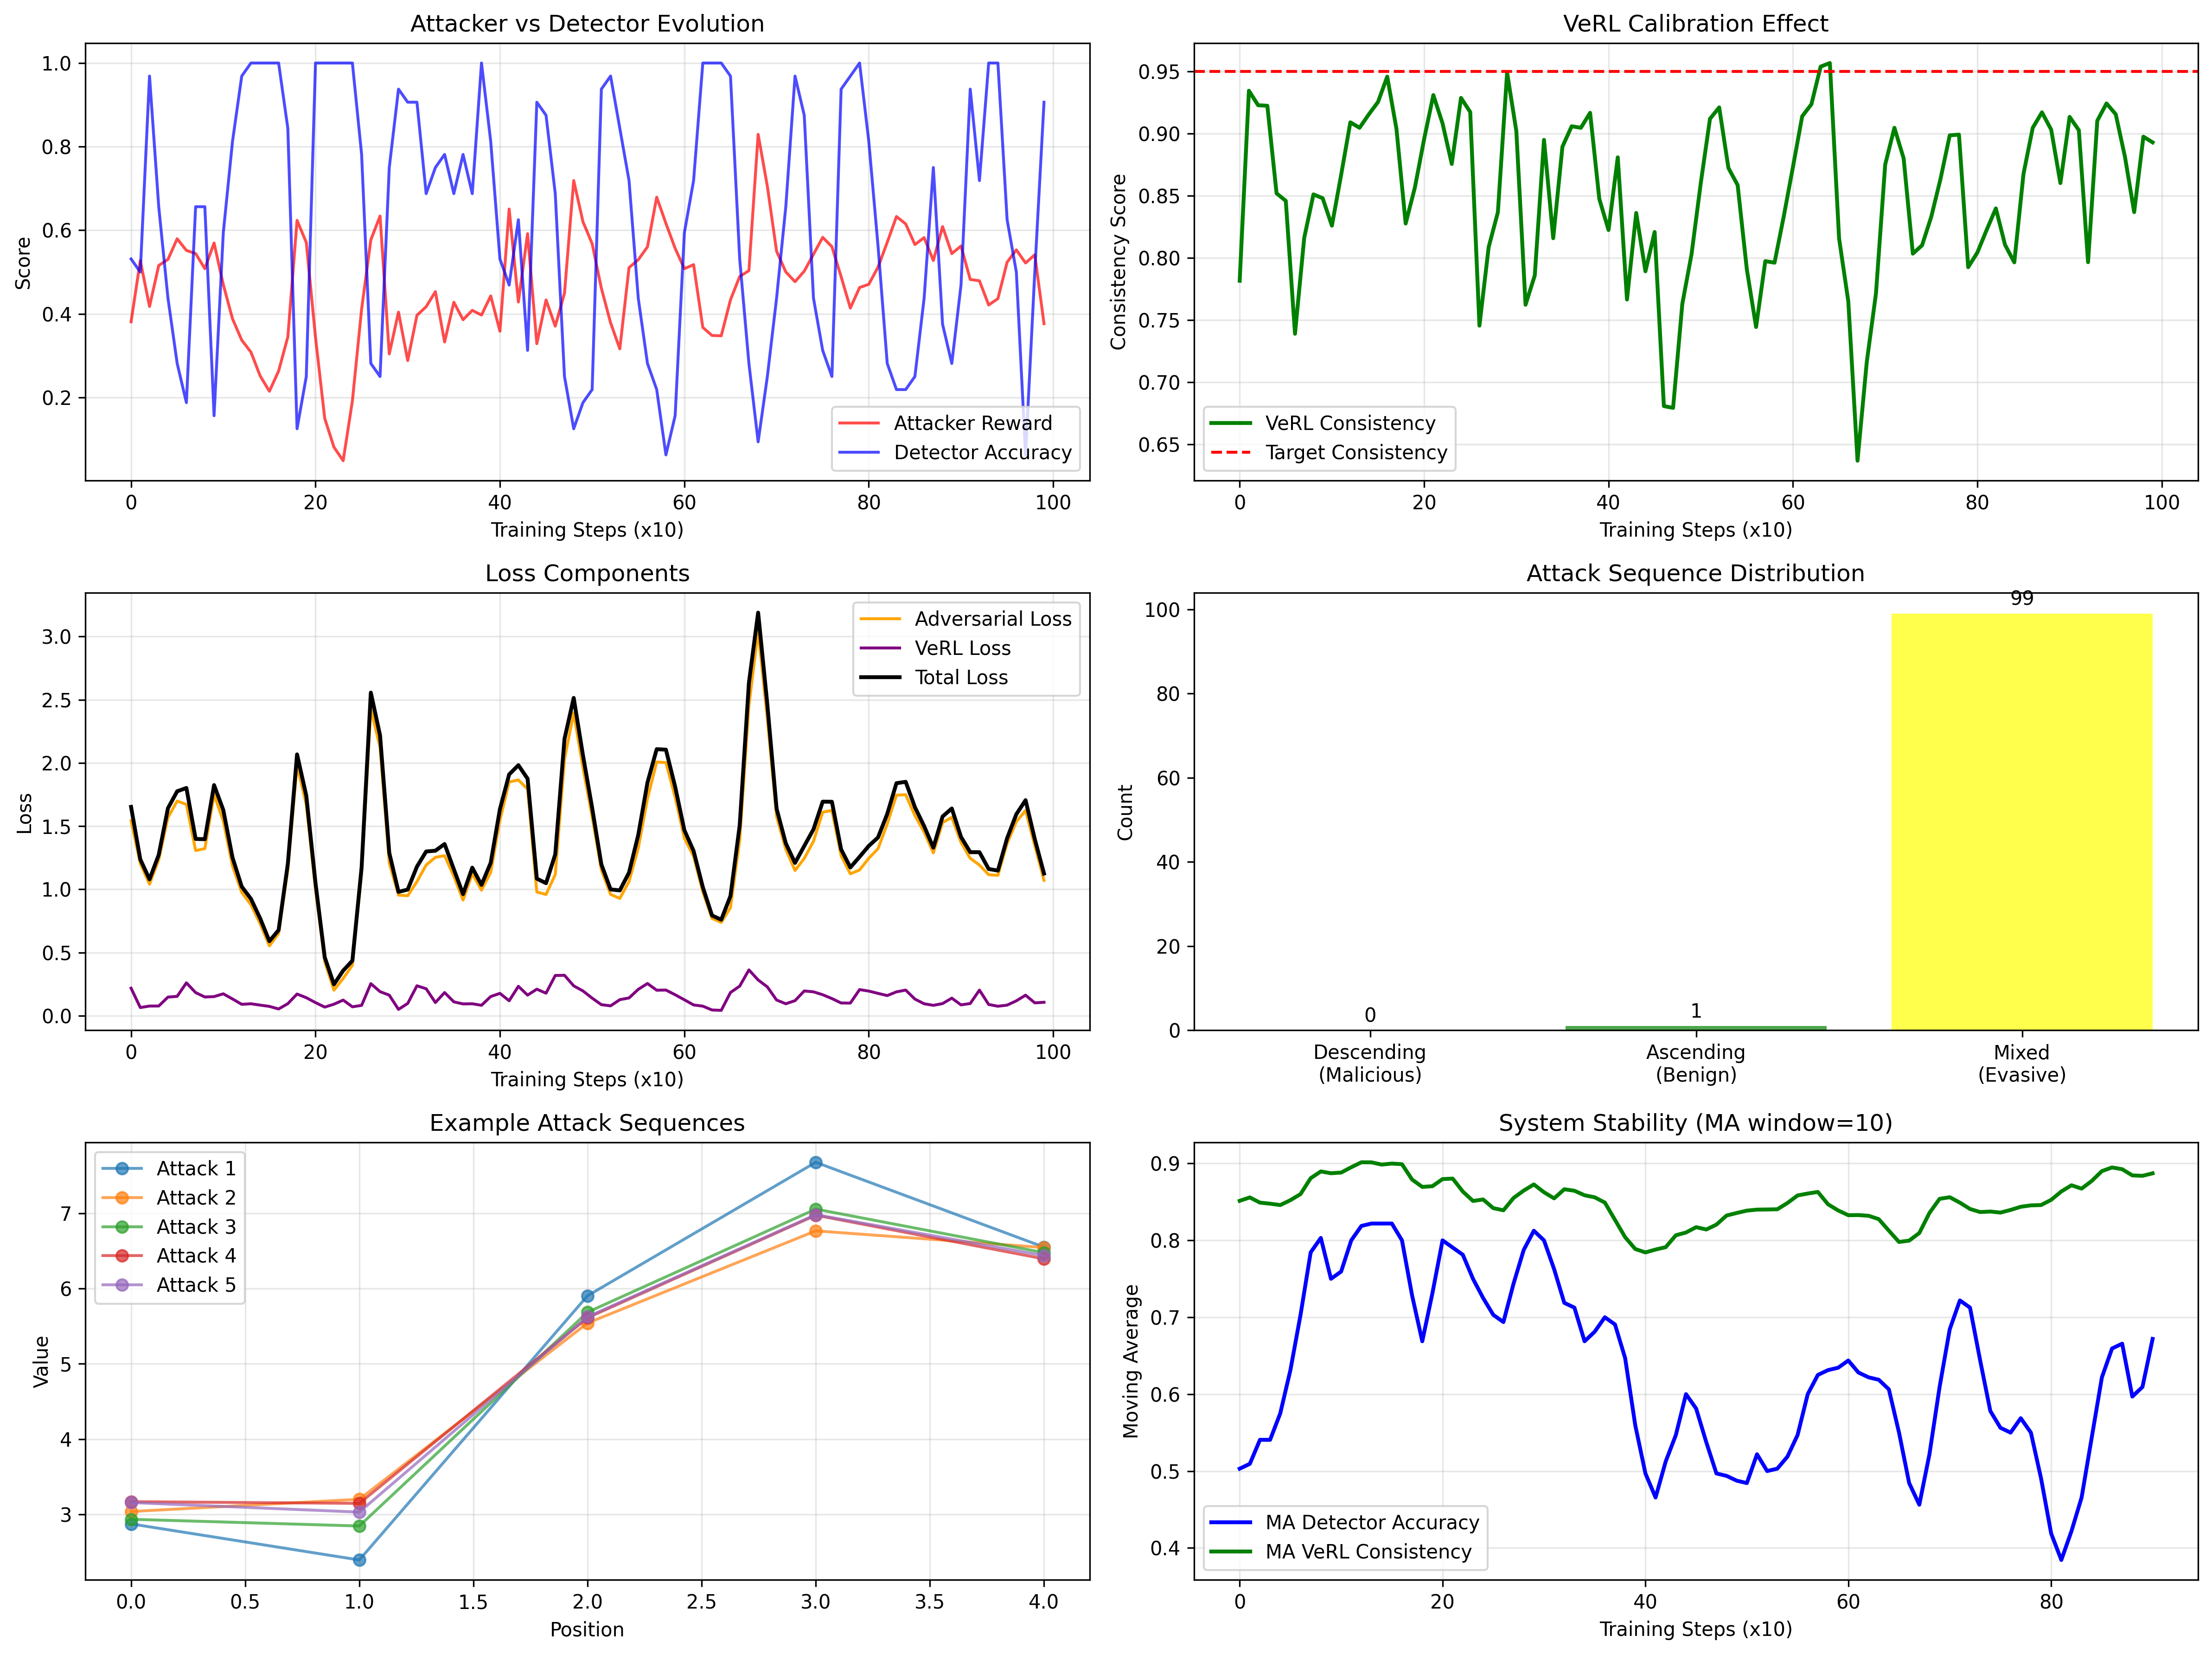 Attacker vs Detector Evolution
Score
1.0
0.8
0.6
0.4
0.2
Attacker Reward
Detector Accuracy
0 20 40 60 80 100
Training Steps (x10)
VeRL Calibration Effect
Consistency Score
0.95
0.90
0.85
0.80
0.75
0.70
0.65
VeRL Consistency
Target Consistency
0 20 40 60 80 100
Training Steps (x10)
Loss Components
Loss
3.0
2.5
2.0
1.5
1.0
0.5
0.0
Adversarial Loss
VeRL Loss
Total Loss
0 20 40 60 80 100
Training Steps (x10)
Attack Sequence Distribution
Count
100
80
60
40
20
0
0
1
99
Descending
(Malicious)
Ascending
(Benign)
Mixed
(Evasive)
Example Attack Sequences
Value
7
6
5
4
3
Attack 1
Attack 2
Attack 3
Attack 4
Attack 5
0.0 0.5 1.0 1.5 2.0 2.5 3.0 3.5 4.0
Position
System Stability (MA window=10)
Moving Average
0.9
0.8
0.7
0.6
0.5
0.4
MA Detector Accuracy
MA VeRL Consistency
0 20 40 60 80
Training Steps (x10)